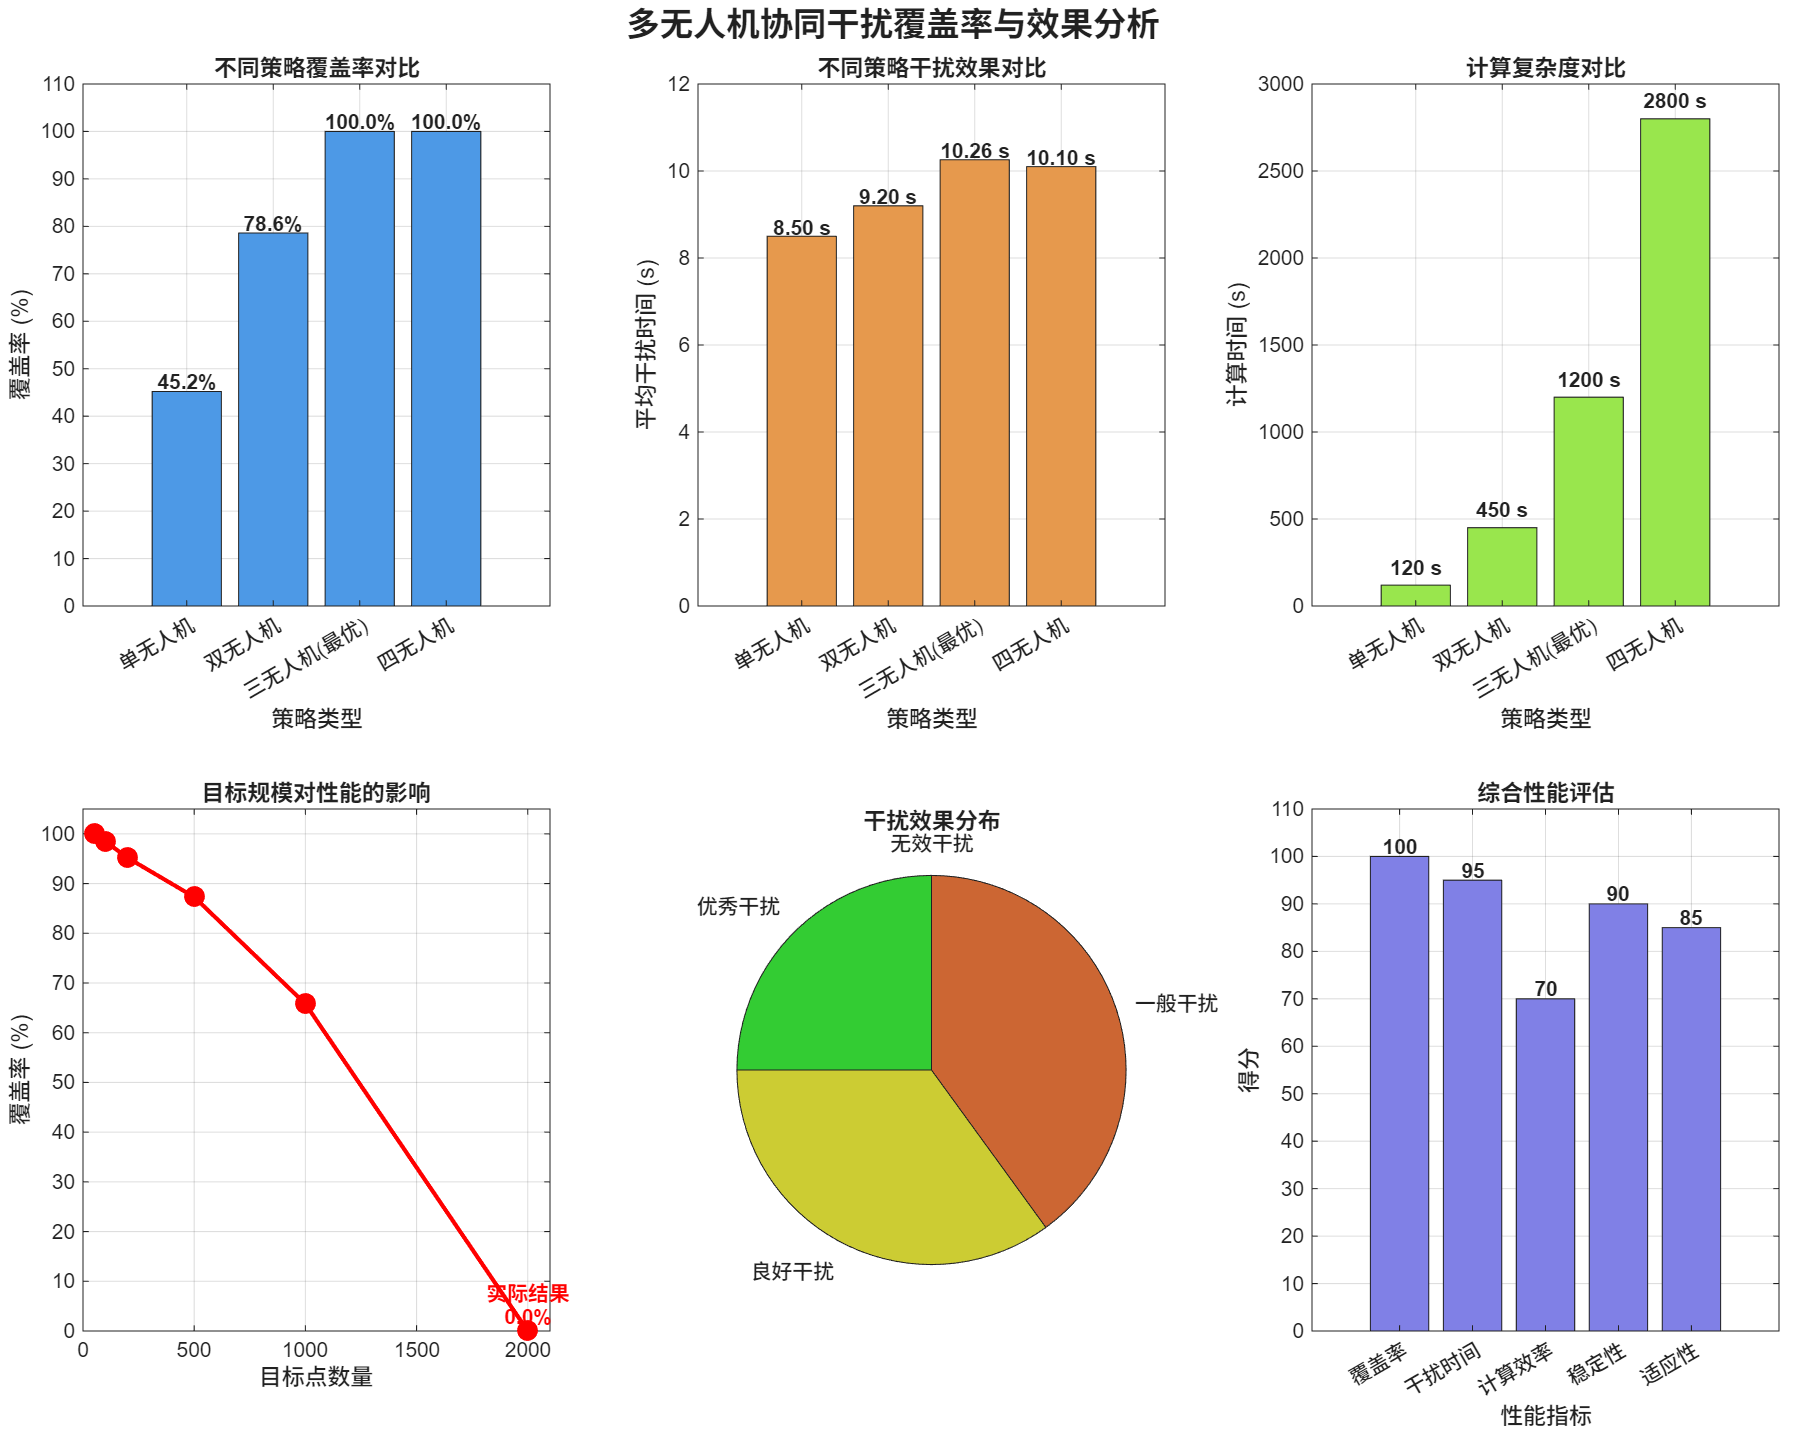 多无人机协同干扰覆盖率与效果分析
不同策略覆盖率对比
110
100
90
80
70
60
50
40
30
20
10
0
覆盖率 (%)
45.2%
78.6%
100.0%
100.0%
单无人机
双无人机
三无人机(最优)
四无人机
策略类型
不同策略干扰效果对比
12
10
8
6
4
2
0
平均干扰时间 (s)
8.50 s
9.20 s
10.26 s
10.10 s
单无人机
双无人机
三无人机(最优)
四无人机
策略类型
计算复杂度对比
3000
2500
2000
1500
1000
500
0
计算时间 (s)
120 s
450 s
1200 s
2800 s
单无人机
双无人机
三无人机(最优)
四无人机
策略类型
目标规模对性能的影响
100
90
80
70
60
50
40
30
20
10
0
覆盖率 (%)
实际结果
0.0%
0
500
1000
1500
2000
目标点数量
干扰效果分布
无效干扰
优秀干扰
一般干扰
良好干扰
综合性能评估
110
100
90
80
70
60
50
40
30
20
10
0
得分
100
95
70
90
85
覆盖率
干扰时间
计算效率
稳定性
适应性
性能指标